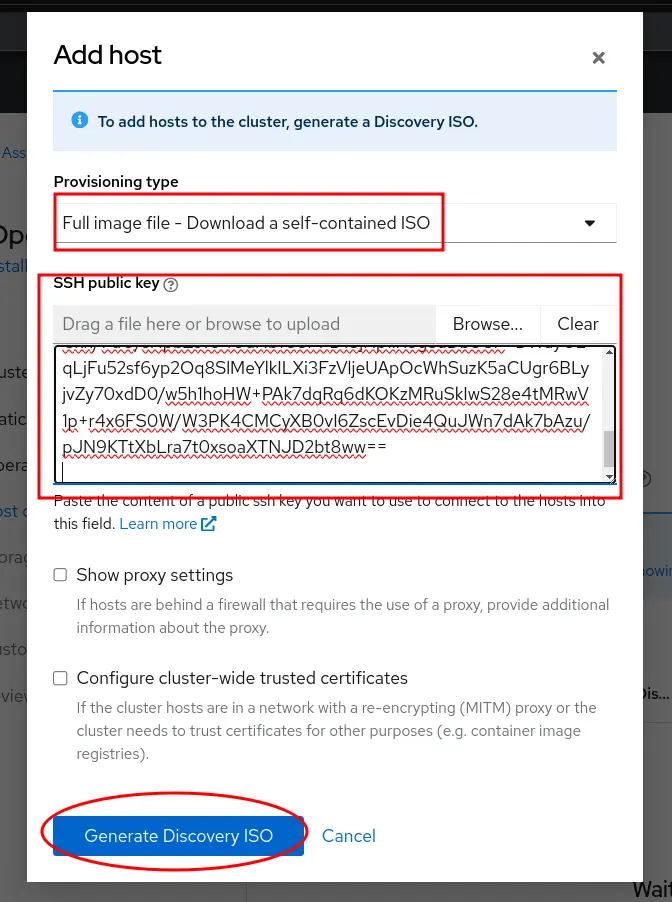 Add host
To add hosts to the cluster, generate a Discovery ISO.
Provisioning type
Full image file - Download a self-contained ISO
SSH public key
Drag a file here or browse to upload Browse... Clear
qLjFu52sf6yp2Oq8SlMeYlklLXi3FzVljeUApOcWhSuzK5aCUgr6BLy
jvZy70xdD0/w5h1hoHW+PAk7dqRq6dKOKzMRuSkIwS28e4tMRwV
1p+r4x6FS0W/W3PK4CMCyXB0vI6ZscEvDie4QuJWn7dAk7bAzu/
pJN9KTtXbLra7t0xsoaXTNJD2bt8ww==
Paste the content of a public ssh key you want to use to connect to the hosts into
this field. Learn more
Show proxy settings
If hosts are behind a firewall that requires the use of a proxy, provide additional
information about the proxy.
Configure cluster-wide trusted certificates
If the cluster hosts are in a network with a re-encrypting (MITM) proxy or the
cluster needs to trust certificates for other purposes (e.g. container image
registries).
Generate Discovery ISO Cancel